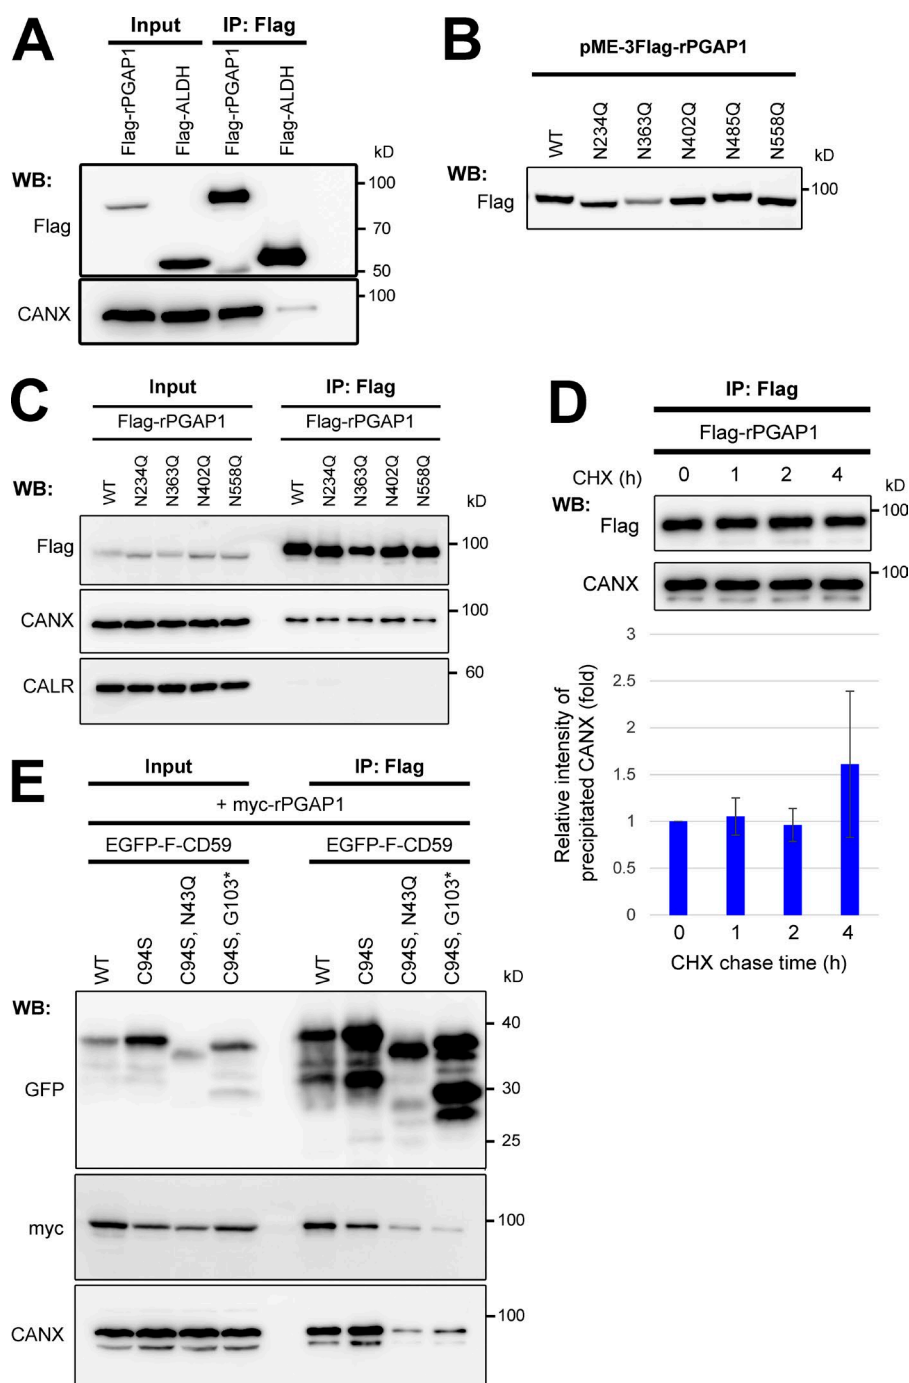 A
Input
IP: Flag
Flag-rPGAP1
Flag-ALDH
Flag-rPGAP1
Flag-ALDH
kD
WB:
Flag
100
70
50
CANX
100
B
pME-3Flag-rPGAP1
WT
N234Q
N363Q
N402Q
N485Q
N558Q
kD
WB:
Flag
100
C
Input
IP: Flag
Flag-rPGAP1
Flag-rPGAP1
WB:
WT
N234Q
N363Q
N402Q
N558Q
WT
N234Q
N363Q
N402Q
N558Q
kD
Flag
100
CANX
100
CALR
60
D
IP: Flag
Flag-rPGAP1
CHX (h)
0
1
2
4
kD
WB:
Flag
100
CANX
100
Relative intensity of
precipitated CANX (fold)
3
2.5
2
1.5
1
0.5
0
0
1
2
4
CHX chase time (h)
E
Input
IP: Flag
+ myc-rPGAP1
EGFP-F-CD59
EGFP-F-CD59
WT
C94S
C94S, N43Q
C94S, G103*
WT
C94S
C94S, N43Q
C94S, G103*
kD
WB:
GFP
40
30
25
myc
100
CANX
100